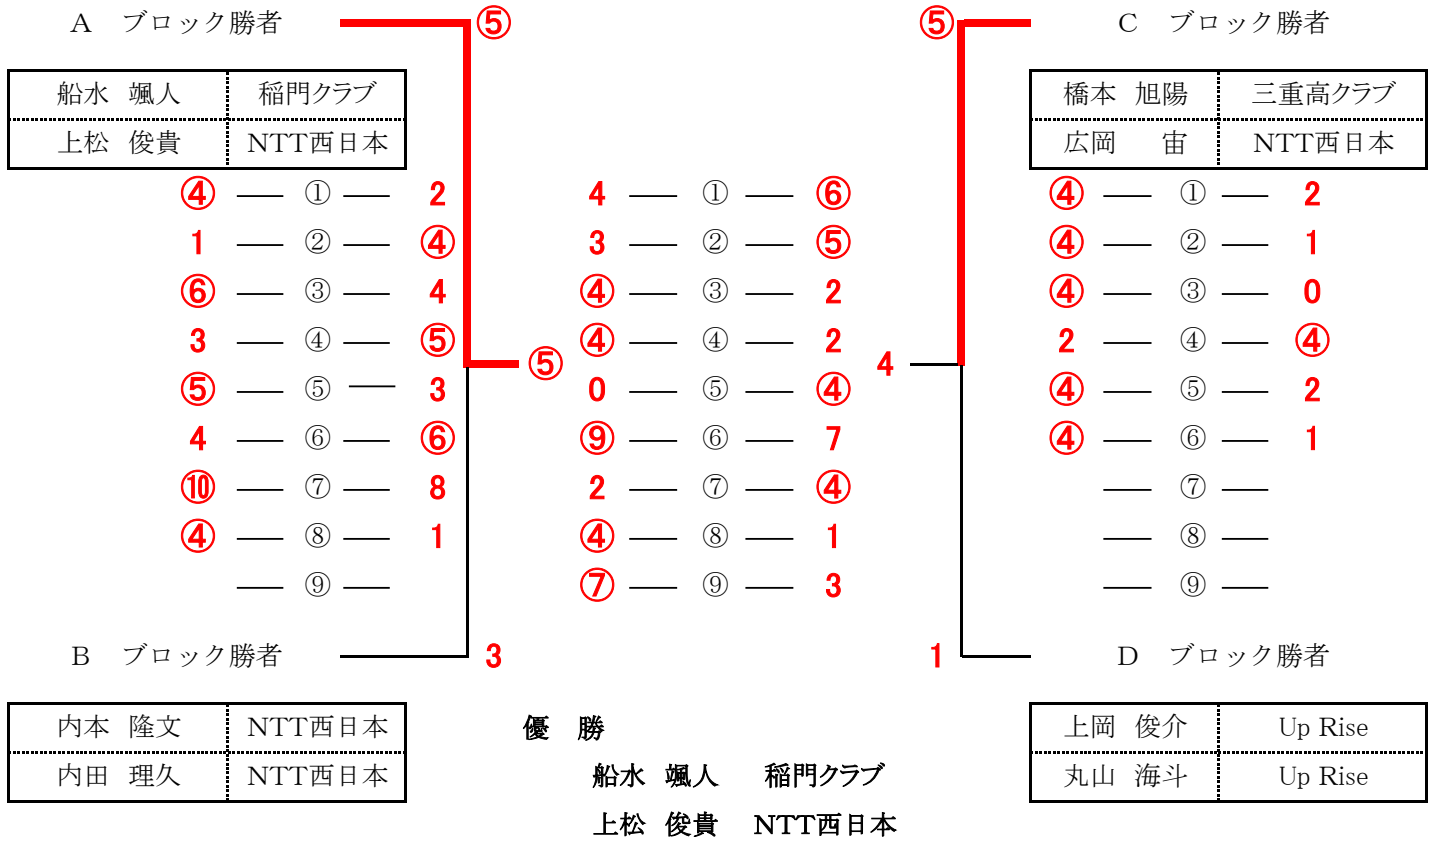 A ブロック勝者 ⑤ ⑤ C ブロック勝者
船水 颯人 稲門クラブ 橋本 旭陽 三重高クラブ
上松 俊貴 NTT西日本 広岡 宙 NTT西日本
④ ― ① ― 2 4 ― ① ― ⑥ ④ ― ① ― 2
1 ― ② ― ④ 3 ― ② ― ⑤ ④ ― ② ― 1
⑥ ― ③ ― 4 ④ ― ③ ― 2 ④ ― ③ ― 0
3 ― ④ ― ⑤ ④ ― ④ ― 2 2 ― ④ ― ④
⑤ 4
⑤ ― ⑤ ― 3 0 ― ⑤ ― ④ ④ ― ⑤ ― 2
4 ― ⑥ ― ⑥ ⑨ ― ⑥ ― 7 ④ ― ⑥ ― 1
⑩ ― ⑦ ― 8 2 ― ⑦ ― ④ ― ⑦ ―
④ ― ⑧ ― 1 ④ ― ⑧ ― 1 ― ⑧ ―
― ⑨ ― ⑦ ― ⑨ ― 3 ― ⑨ ―
B ブロック勝者 3 1 D ブロック勝者
内本 隆文 NTT西日本 優 勝 上岡 俊介 Up Rise
内田 理久 NTT西日本 船水 颯人 稲門クラブ 丸山 海斗 Up Rise
上松 俊貴 NTT西日本